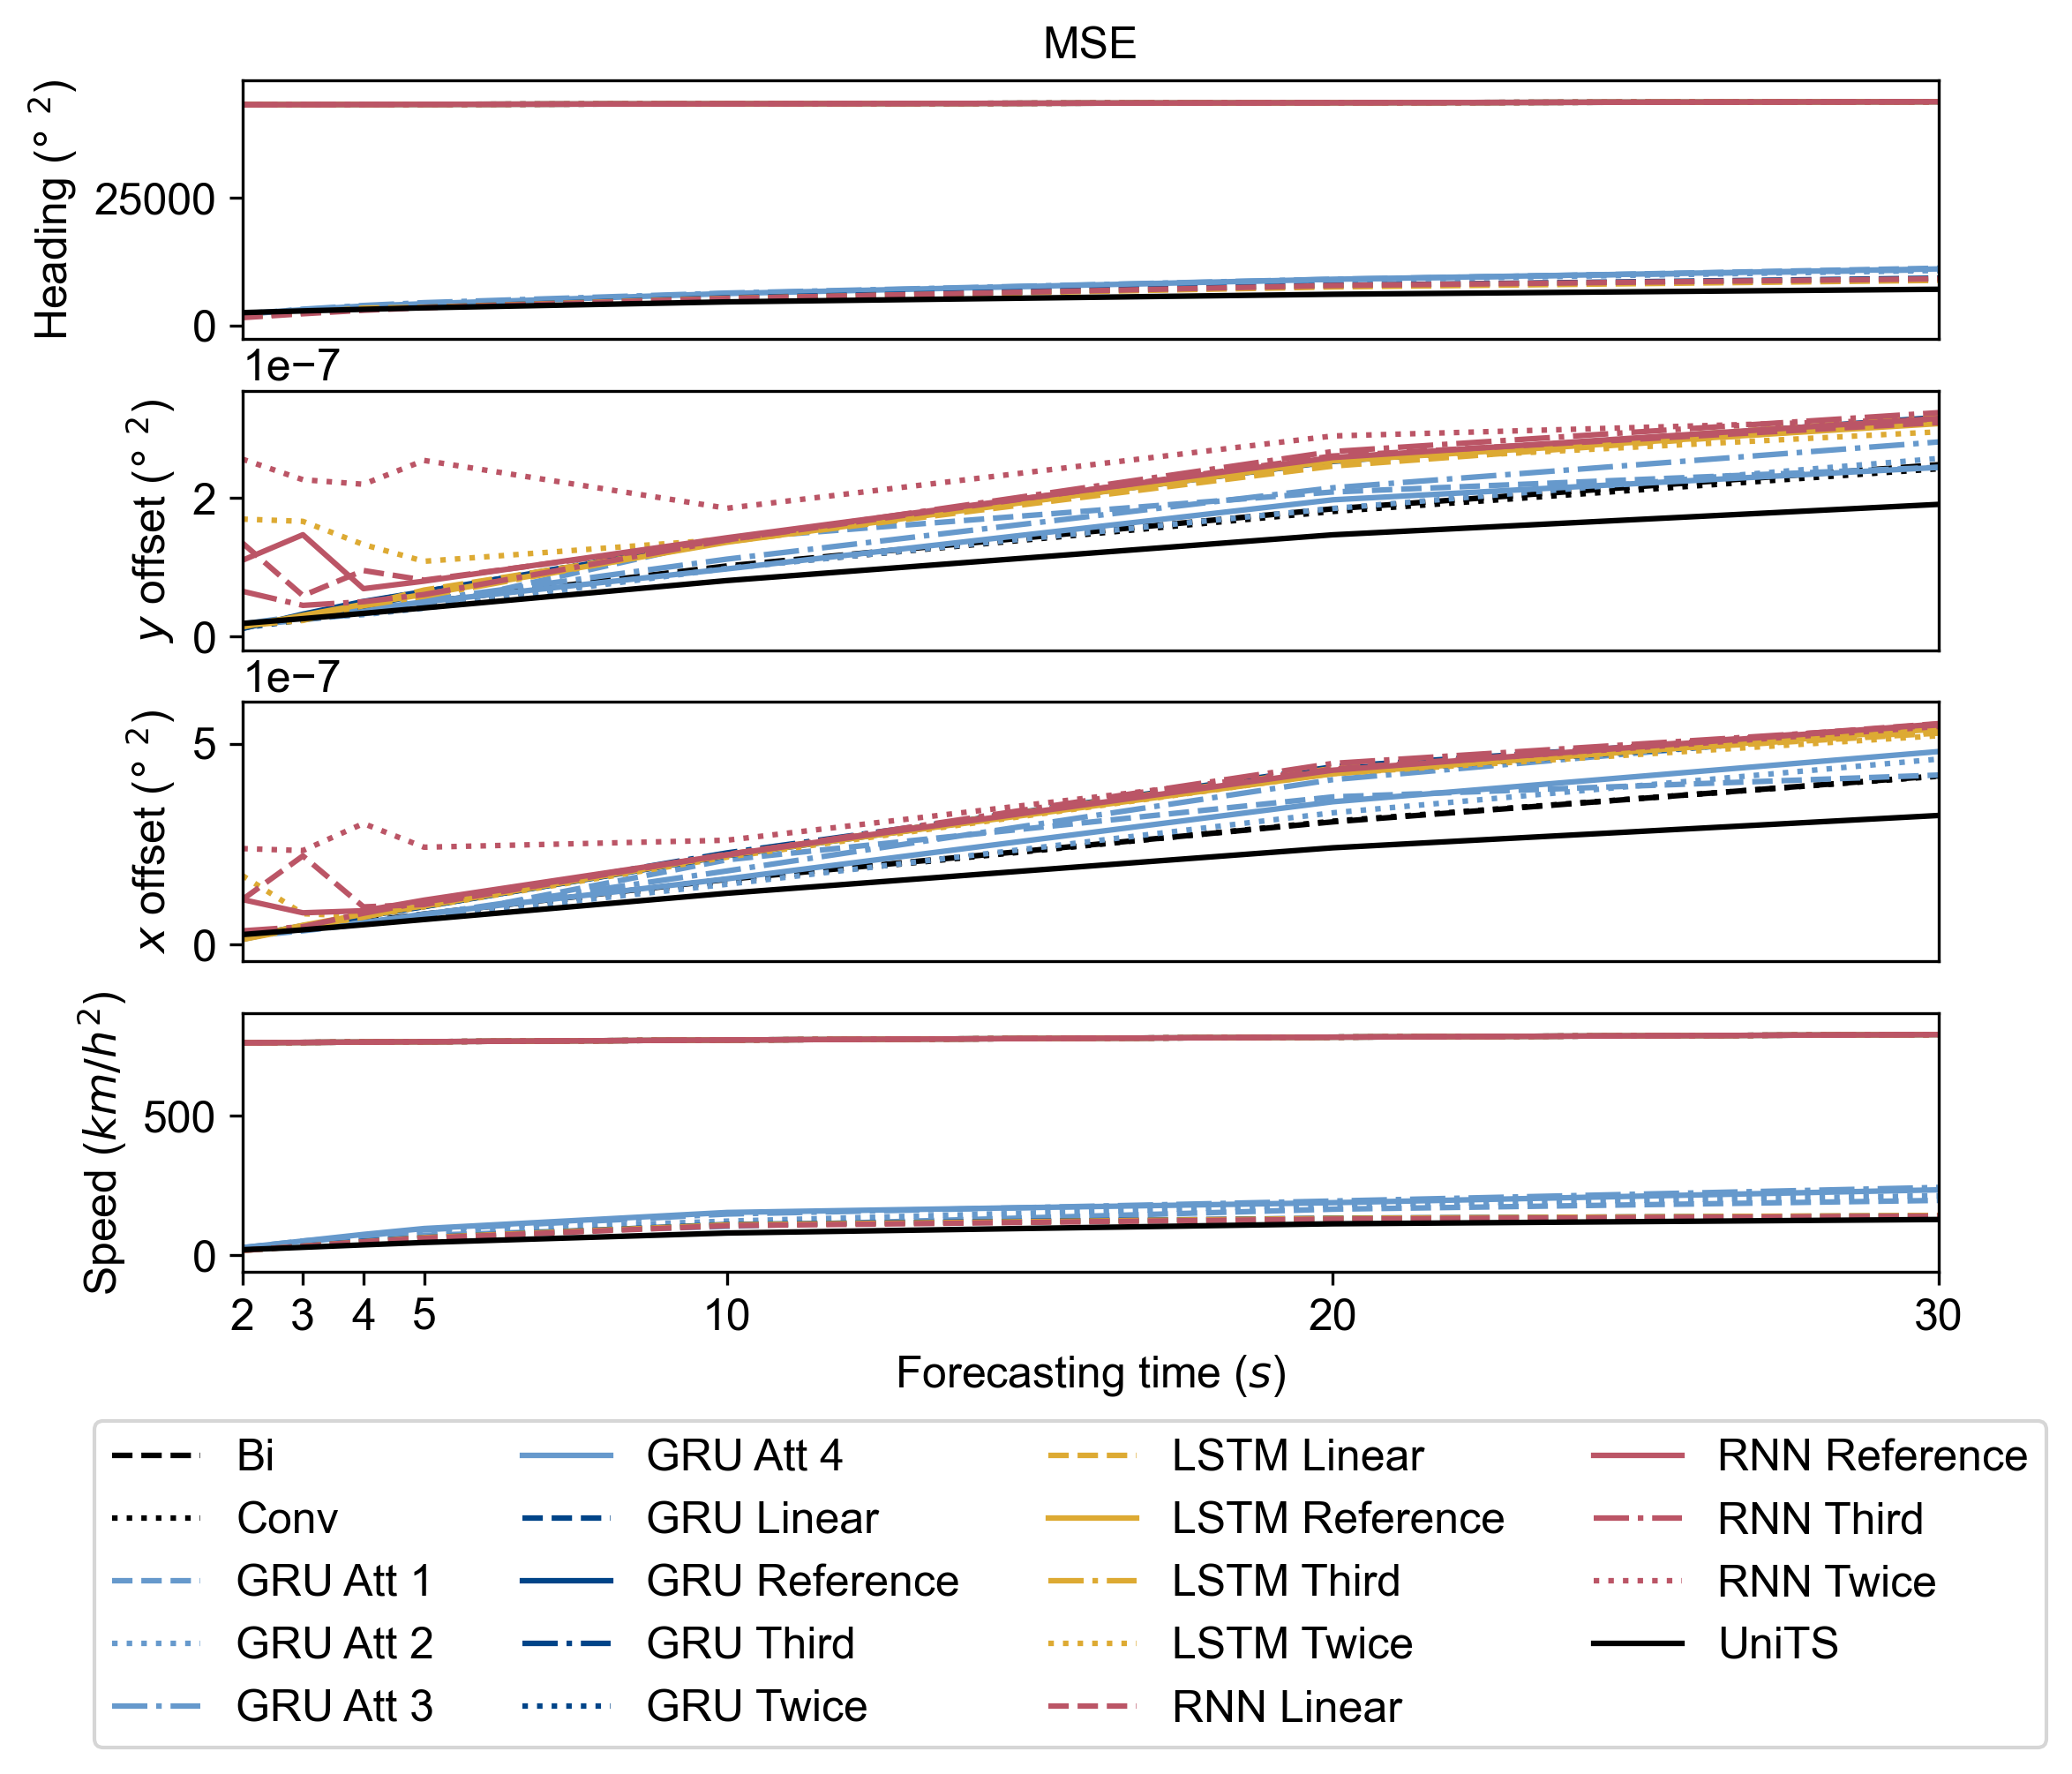 MSE
Heading (° 2)
25000
0
1e−7
y offset (° 2)
2
0
1e−7
x offset (° 2)
5
0
Speed (km/h2)
500
0
2 3 4 5 10 20 30
Forecasting time (s)
Bi
Conv
GRU Att 1
GRU Att 2
GRU Att 3
GRU Att 4
GRU Linear
GRU Reference
GRU Third
GRU Twice
LSTM Linear
LSTM Reference
LSTM Third
LSTM Twice
RNN Linear
RNN Reference
RNN Third
RNN Twice
UniTS